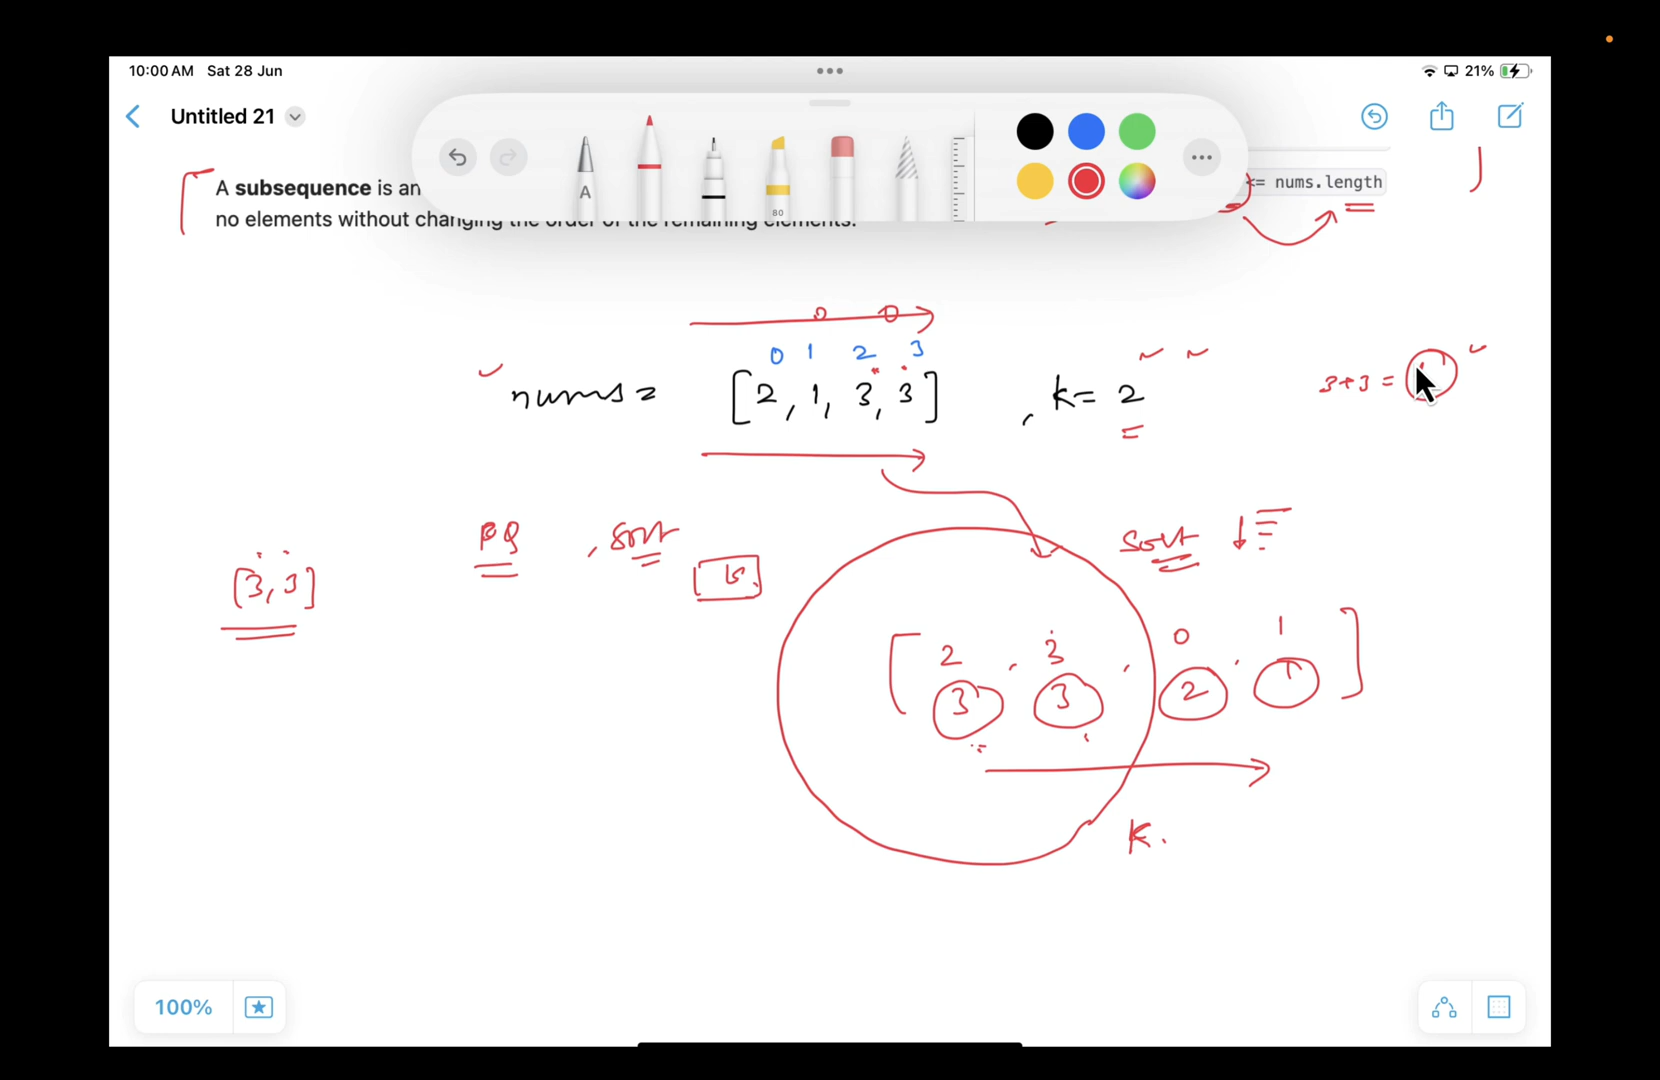 10:00 AM Sat 28 Jun
21%
Untitled 21
A
80
A subsequence is an
<= nums.length
no elements without changing the order of the remaining elements.
0 1 2 3
nums = [2, 1, 3, 3] , k = 2
3+3 =
PQ , Sort
Sort
[3, 3]
2 , 3 , 0 , 1
3 3 2 1
K.
100%